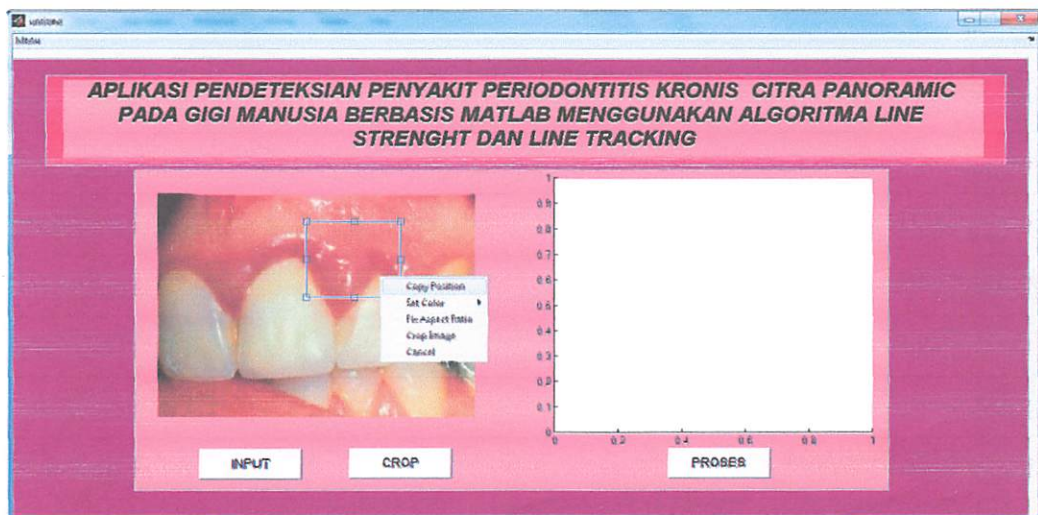 Menu
APLIKASI PENDETEKSIAN PENYAKIT PERIODONTITIS KRONIS CITRA PANORAMIC
PADA GIGI MANUSIA BERBASIS MATLAB MENGGUNAKAN ALGORITMA LINE
STRENGHT DAN LINE TRACKING
Copy Position
Set Color
Fix Aspect Ratio
Crop Image
Cancel
1
0.9
0.8
0.7
0.6
0.5
0.4
0.3
0.2
0.1
0
0 0.2 0.4 0.6 0.8 1
INPUT CROP PROSES